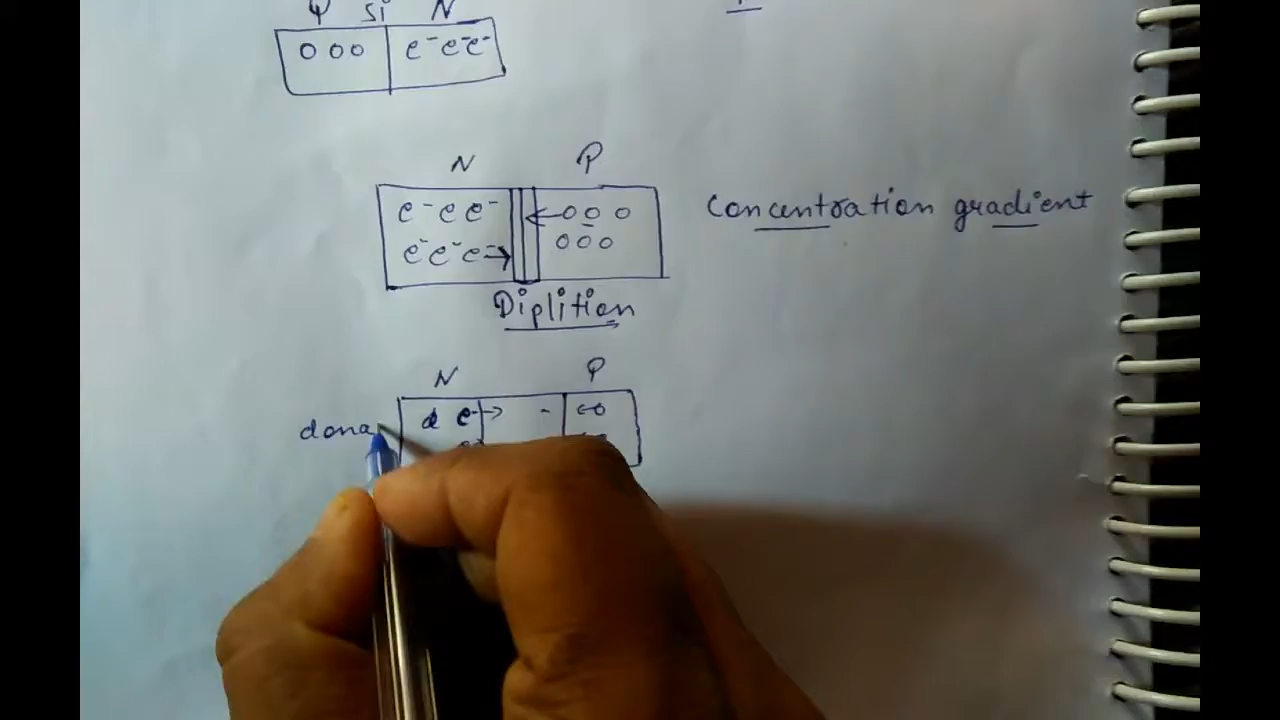 P Si N
o o o e⁻ e⁻ e⁻
N P
e⁻ e e⁻ o o o
e⁻ e⁻ e⁻ o o o
Concentration gradient
Diplition
N P
d e⁻ → - ←o
dona